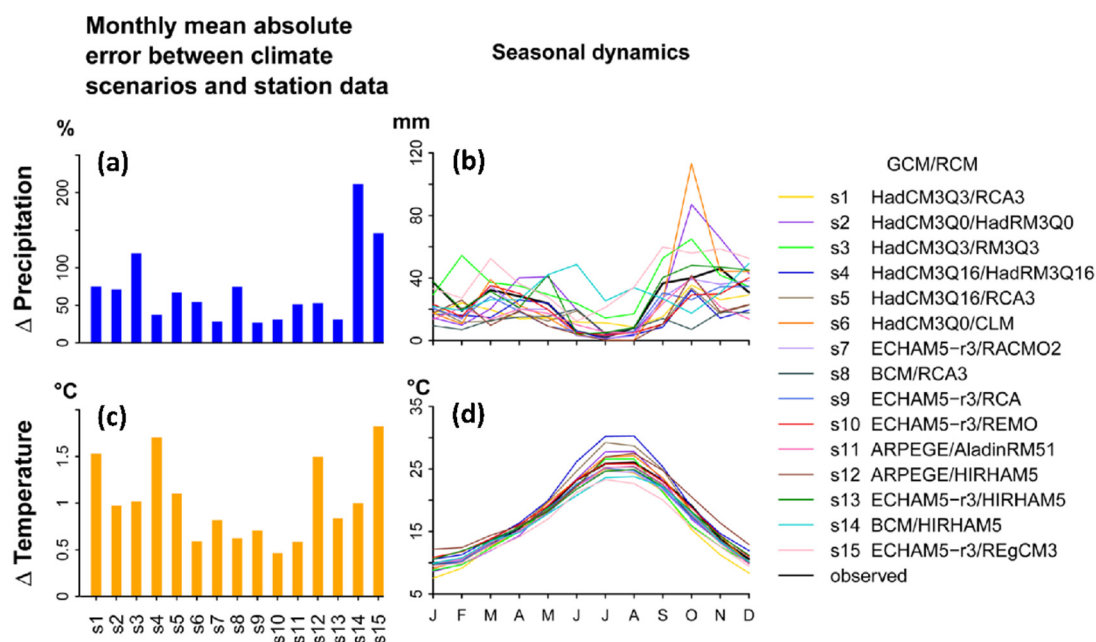 Monthly mean absolute
error between climate
scenarios and station data
Seasonal dynamics
%
Δ Precipitation
(a)
200
100
50
0
mm
(b)
120
80
40
0
°C
Δ Temperature
(c)
1.5
1
0.5
0
s1 s2 s3 s4 s5 s6 s7 s8 s9 s10 s11 s12 s13 s14 s15
°C
(d)
35
25
15
5
J F M A M J J A S O N D
GCM/RCM
s1 HadCM3Q3/RCA3
s2 HadCM3Q0/HadRM3Q0
s3 HadCM3Q3/RM3Q3
s4 HadCM3Q16/HadRM3Q16
s5 HadCM3Q16/RCA3
s6 HadCM3Q0/CLM
s7 ECHAM5−r3/RACMO2
s8 BCM/RCA3
s9 ECHAM5−r3/RCA
s10 ECHAM5−r3/REMO
s11 ARPEGE/AladinRM51
s12 ARPEGE/HIRHAM5
s13 ECHAM5−r3/HIRHAM5
s14 BCM/HIRHAM5
s15 ECHAM5−r3/REgCM3
observed